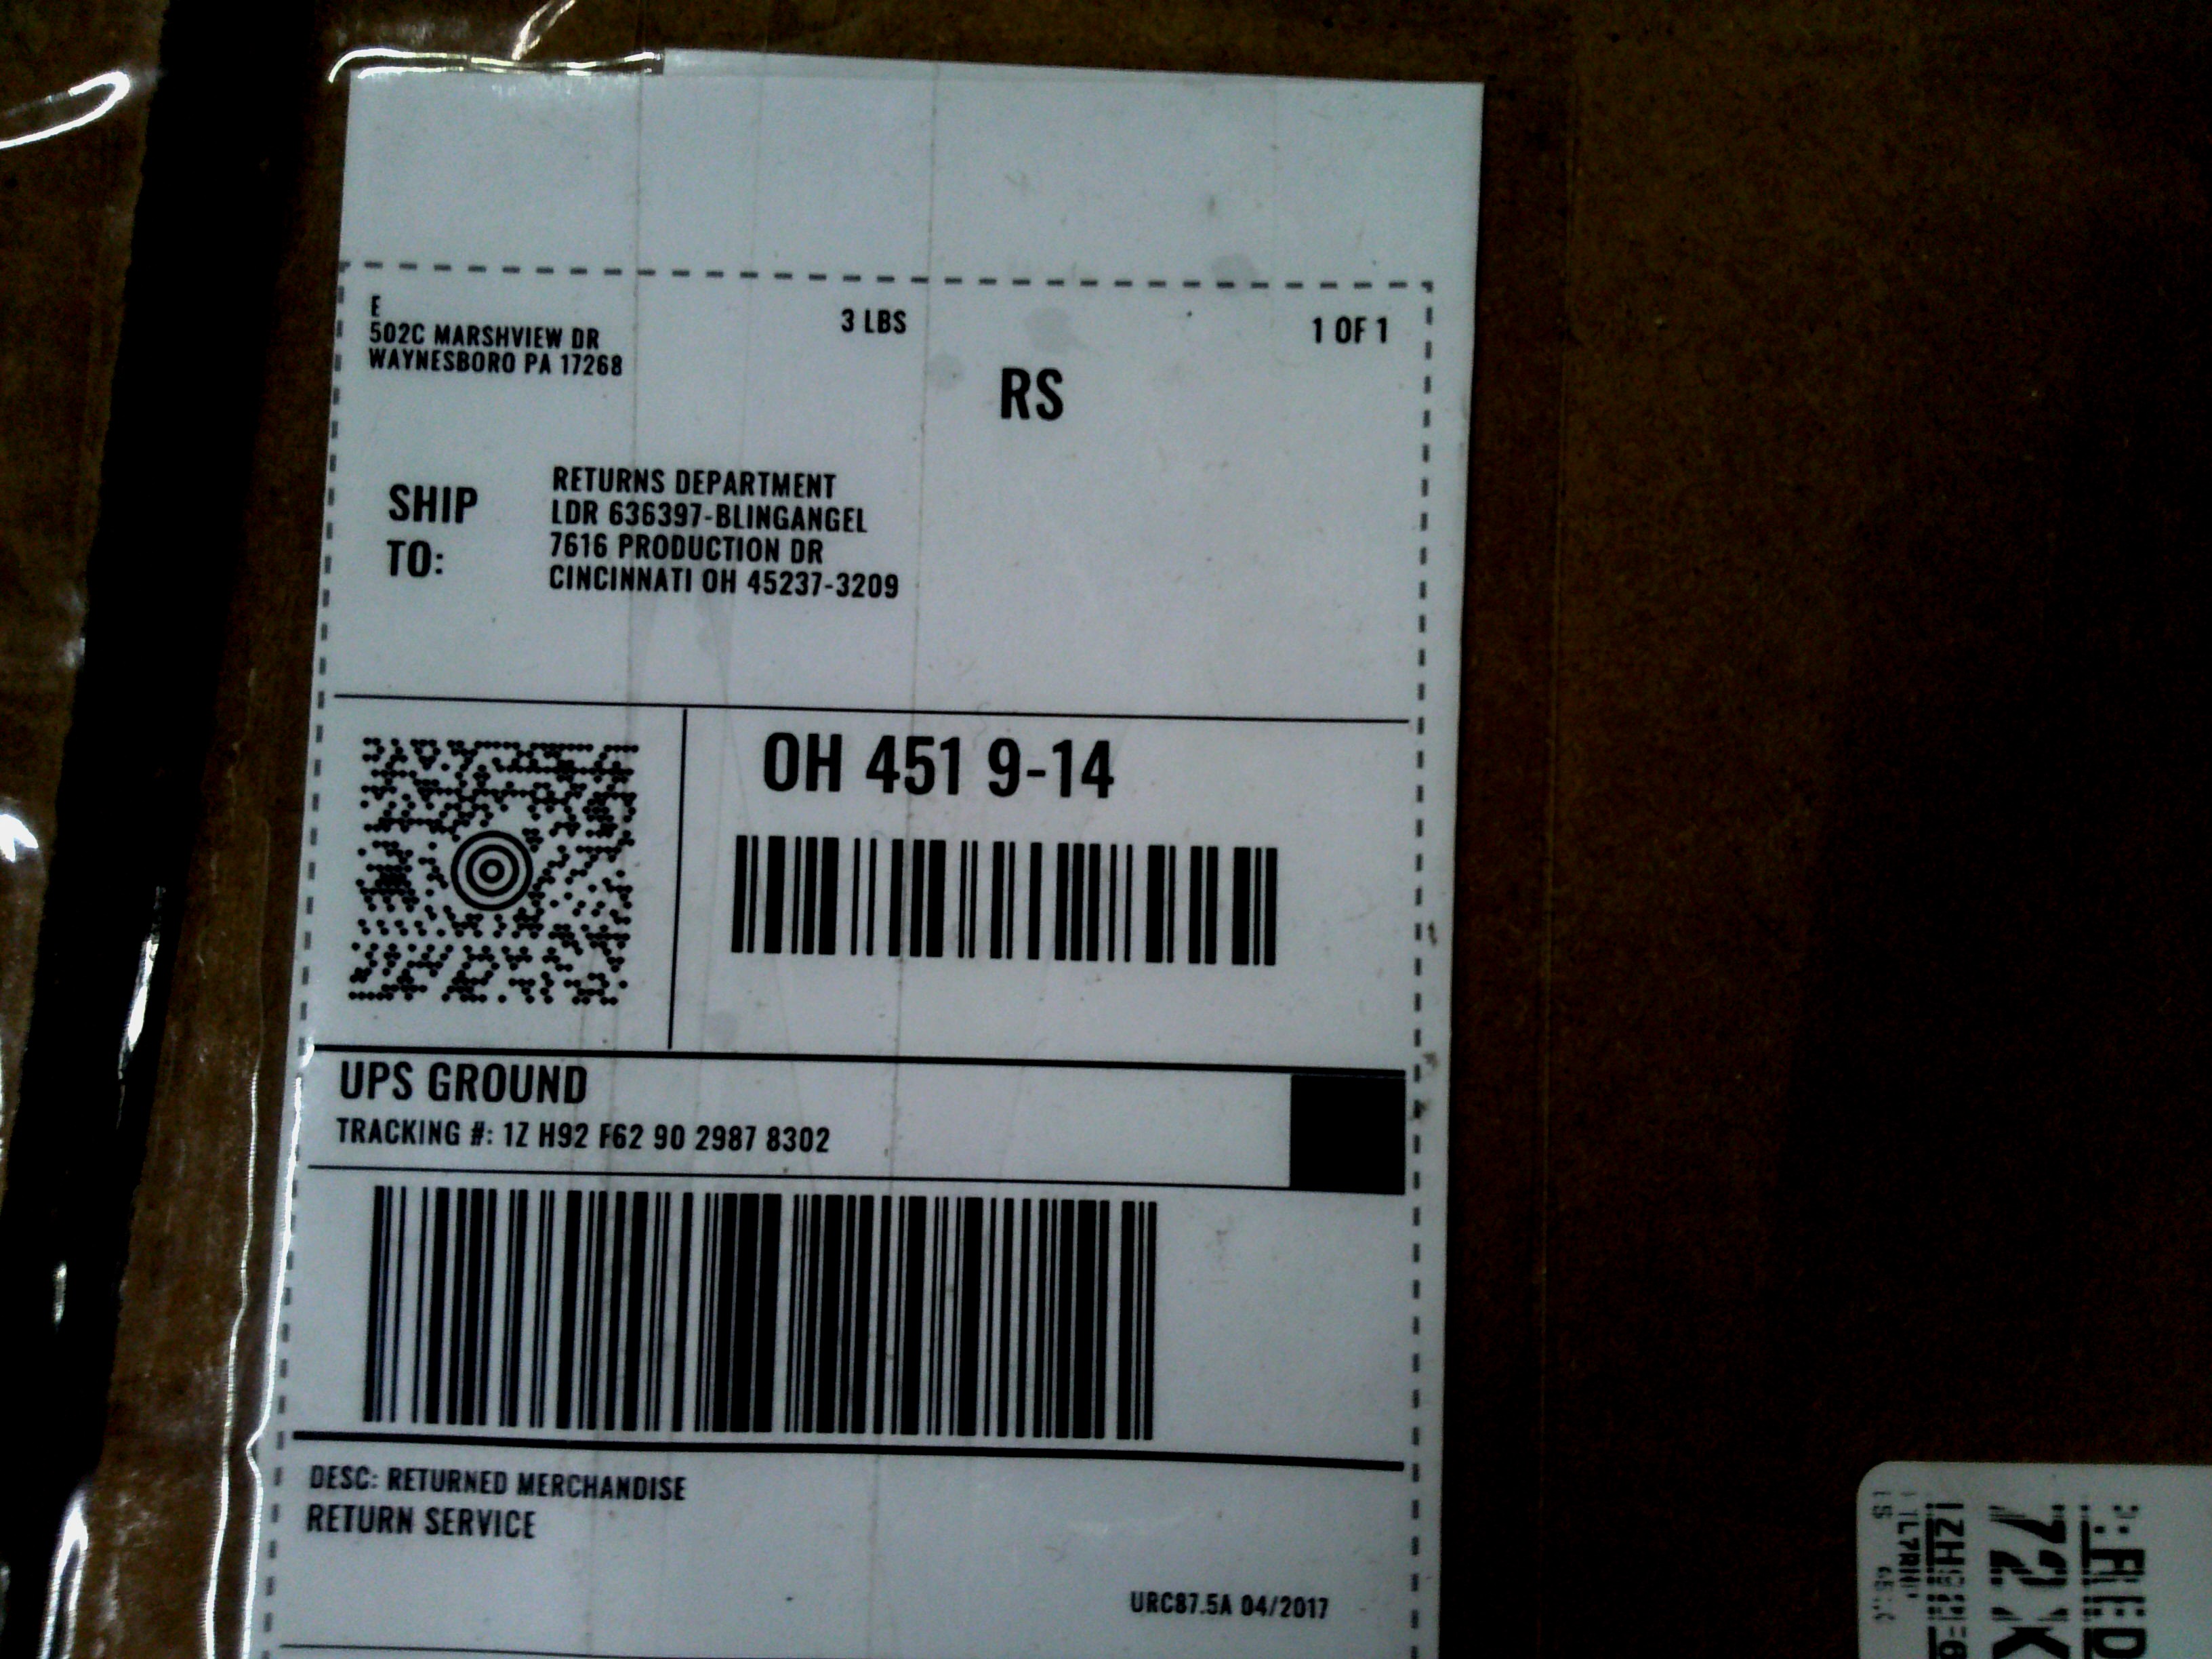 E
502C MARSHVIEW DR
WAYNESBORO PA 17268
3 LBS
1 OF 1
RS
SHIP TO:
RETURNS DEPARTMENT
LDR 636397-BLINGANGEL
7616 PRODUCTION DR
CINCINNATI OH 45237-3209
OH 451 9-14
UPS GROUND
TRACKING #: 1Z H92 F62 90 2987 8302
DESC: RETURNED MERCHANDISE
RETURN SERVICE
URC87.5A 04/2017
72K